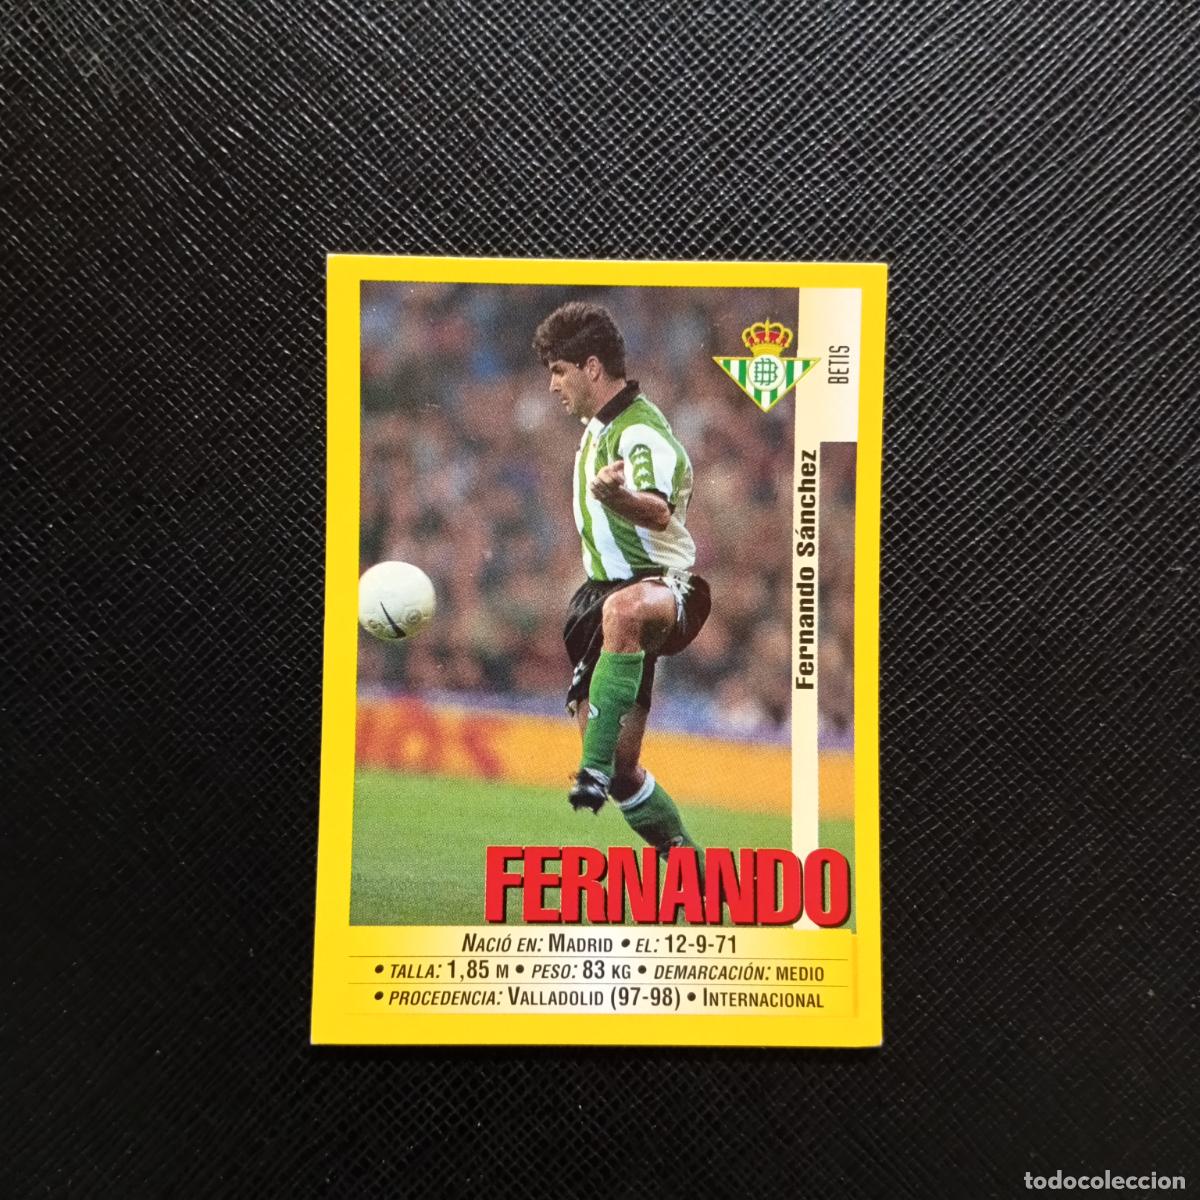 BETIS
Fernando Sánchez
FERNANDO
NACIÓ EN: MADRID • EL: 12-9-71
• TALLA: 1,85 M • PESO: 83 KG • DEMARCACIÓN: MEDIO
• PROCEDENCIA: VALLADOLID (97-98) • INTERNACIONAL
todocoleccion